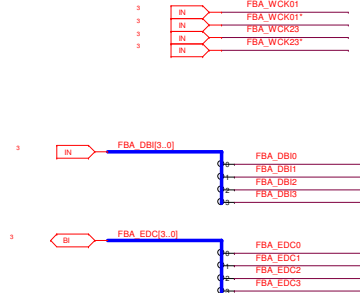 3 IN FBA_WCK01
3 IN FBA_WCK01*
3 IN FBA_WCK23
3 IN FBA_WCK23*
3 IN FBA_DBI[3..0]
0 FBA_DBI0
1 FBA_DBI1
2 FBA_DBI2
3 FBA_DBI3
3 BI FBA_EDC[3..0]
0 FBA_EDC0
1 FBA_EDC1
2 FBA_EDC2
3 FBA_EDC3